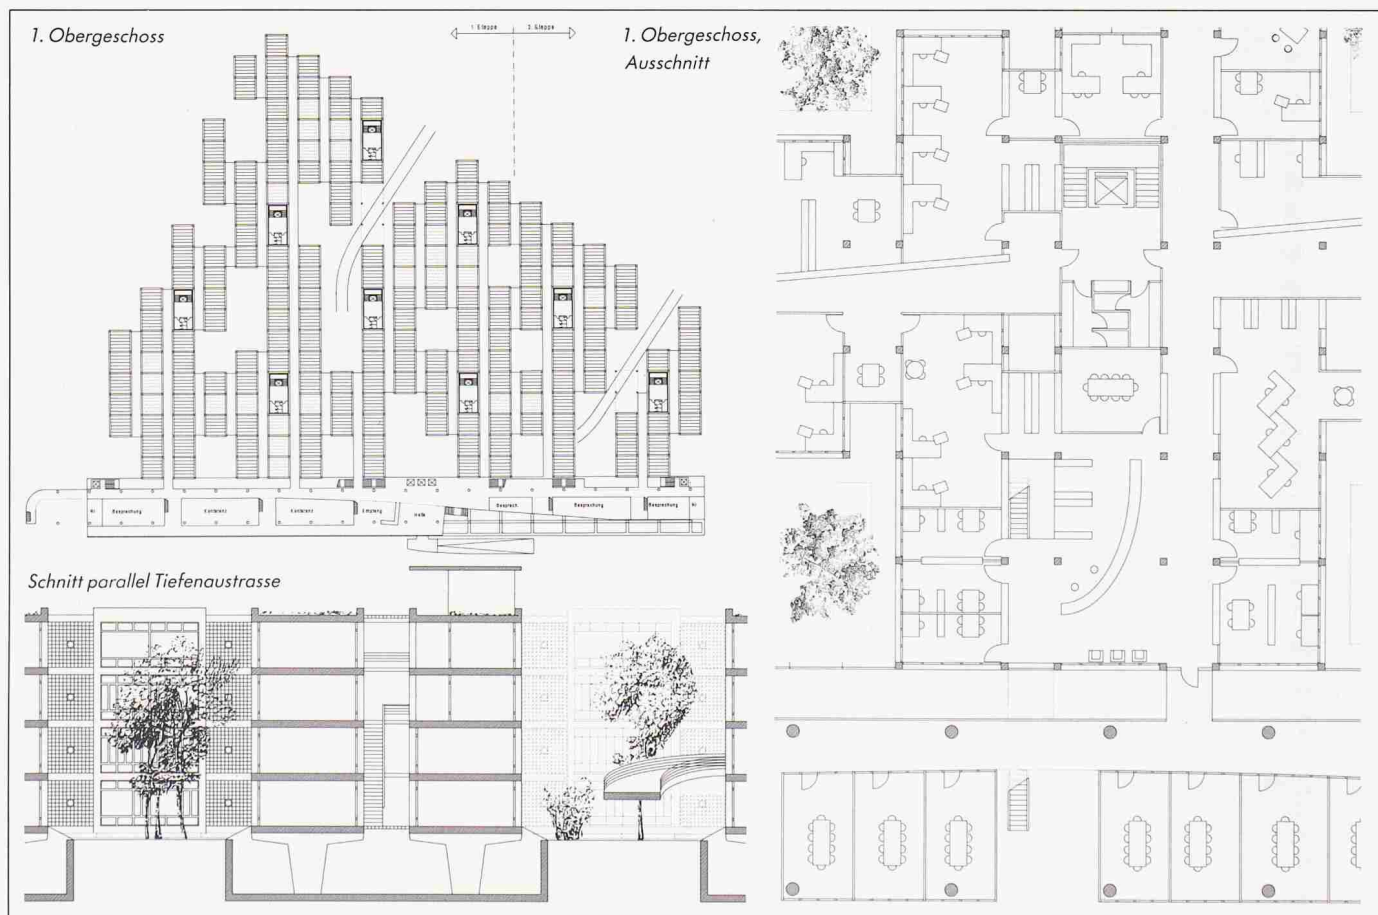 1. Obergeschoss
1. Etappe 2. Etappe
1. Obergeschoss,
Ausschnitt
Besprechung
Konferenz
Konferenz
Empfang
Halle
Besprech.
Besprechung
Besprechung
Schnitt parallel Tiefenaustrasse